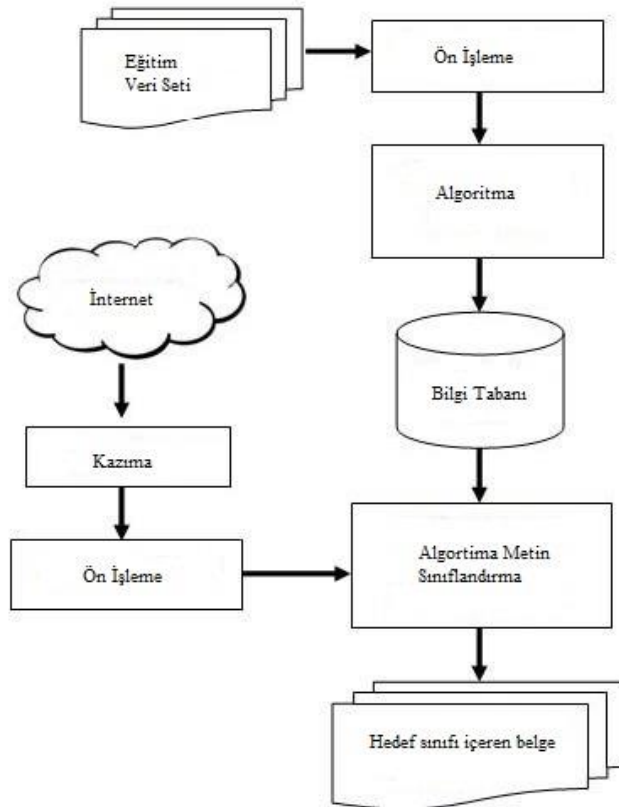 Eğitim
Veri Seti
Ön İşleme
Algoritma
İnternet
Bilgi Tabanı
Kazıma
Ön İşleme
Algortima Metin
Sınıflandırma
Hedef sınıfı içeren belge